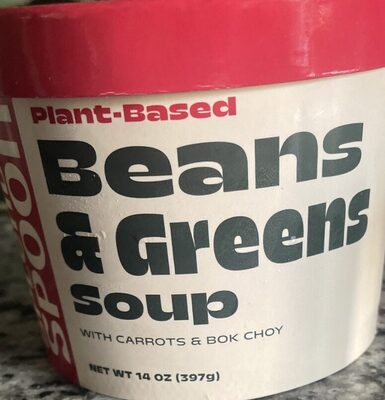 Plant-Based
Beans
& Greens
Soup
WITH CARROTS & BOK CHOY
NET WT 14 OZ (397g)